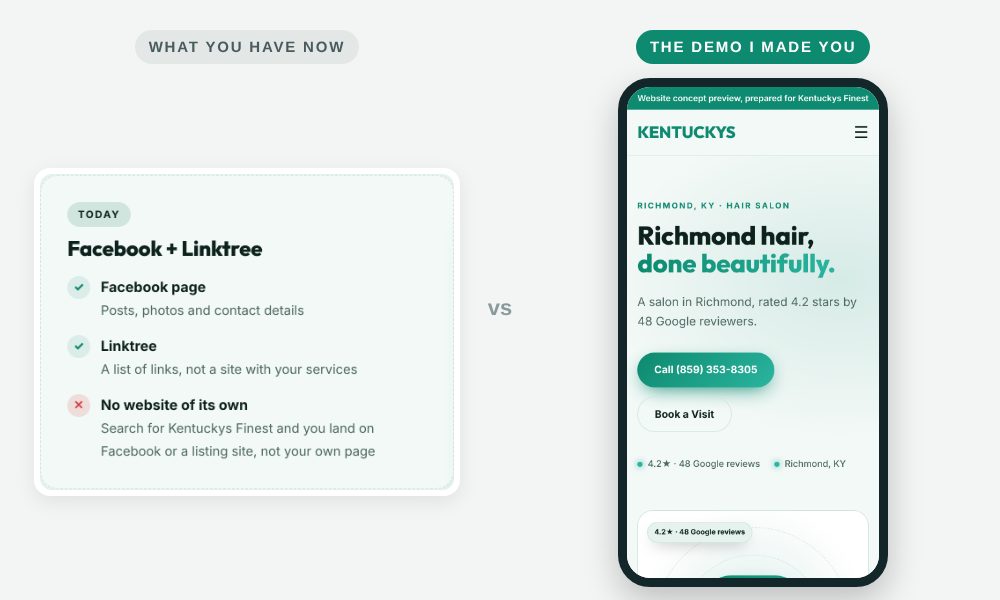 WHAT YOU HAVE NOW
TODAY
Facebook + Linktree
Facebook page
Posts, photos and contact details
Linktree
A list of links, not a site with your services
No website of its own
Search for Kentuckys Finest and you land on
Facebook or a listing site, not your own page
vs
THE DEMO I MADE YOU
Website concept preview, prepared for Kentuckys Finest
KENTUCKYS
RICHMOND, KY · HAIR SALON
Richmond hair,
done beautifully.
A salon in Richmond, rated 4.2 stars by
48 Google reviewers.
Call (859) 353-8305
Book a Visit
4.2★ · 48 Google reviews
Richmond, KY
4.2★ · 48 Google reviews